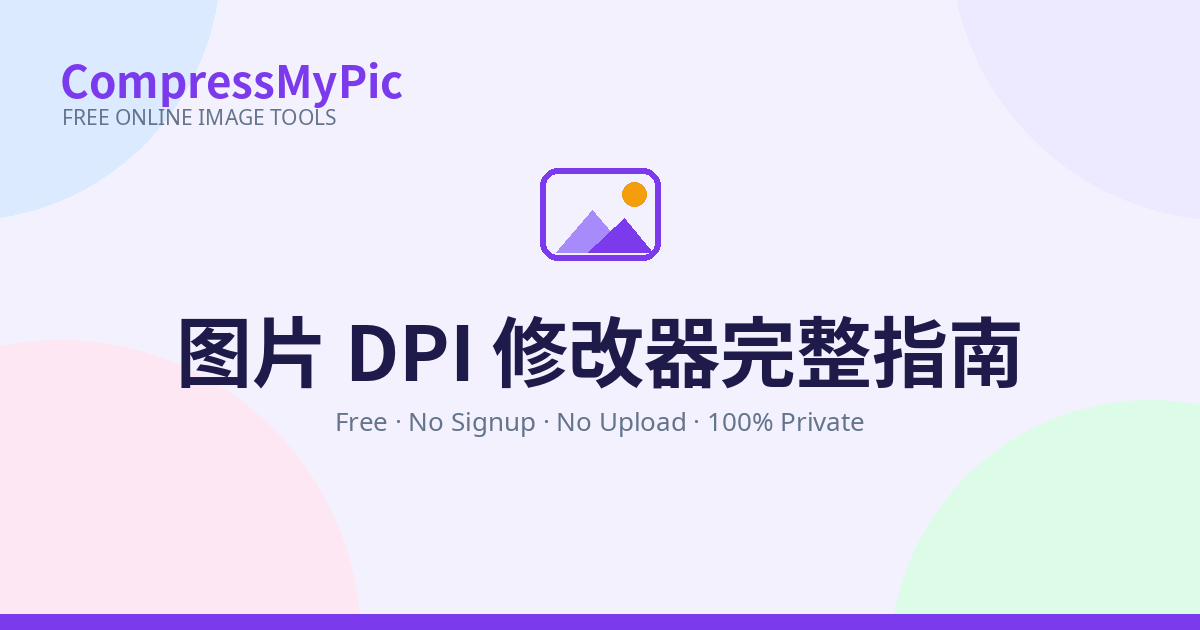 CompressMyPic
FREE ONLINE IMAGE TOOLS
图片 DPI 修改器完整指南
Free · No Signup · No Upload · 100% Private